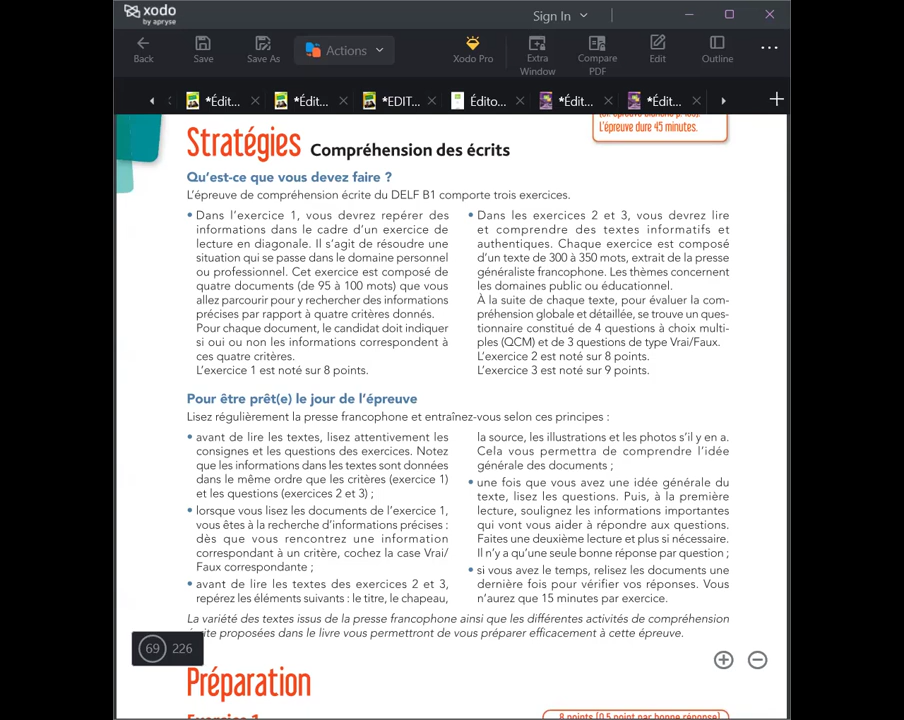 xodo
by apryse
Sign In
Back
Save
Save As
Actions
Xodo Pro
Extra Window
Compare PDF
Edit
Outline
*Édit...
*Édit...
*EDIT...
Édito...
*Édit...
*Édit...
L'épreuve dure 45 minutes.
Stratégies Compréhension des écrits
Qu'est-ce que vous devez faire ?
L'épreuve de compréhension écrite du DELF B1 comporte trois exercices.
• Dans l'exercice 1, vous devrez repérer des
informations dans le cadre d'un exercice de
lecture en diagonale. Il s'agit de résoudre une
situation qui se passe dans le domaine personnel
ou professionnel. Cet exercice est composé de
quatre documents (de 95 à 100 mots) que vous
allez parcourir pour y rechercher des informations
précises par rapport à quatre critères donnés.
Pour chaque document, le candidat doit indiquer
si oui ou non les informations correspondent à
ces quatre critères.
L'exercice 1 est noté sur 8 points.
• Dans les exercices 2 et 3, vous devrez lire
et comprendre des textes informatifs et
authentiques. Chaque exercice est composé
d'un texte de 300 à 350 mots, extrait de la presse
généraliste francophone. Les thèmes concernent
les domaines public ou éducationnel.
À la suite de chaque texte, pour évaluer la com-
préhension globale et détaillée, se trouve un ques-
tionnaire constitué de 4 questions à choix multi-
ples (QCM) et de 3 questions de type Vrai/Faux.
L'exercice 2 est noté sur 8 points.
L'exercice 3 est noté sur 9 points.
Pour être prêt(e) le jour de l'épreuve
Lisez régulièrement la presse francophone et entraînez-vous selon ces principes :
• avant de lire les textes, lisez attentivement les
consignes et les questions des exercices. Notez
que les informations dans les textes sont données
dans le même ordre que les critères (exercice 1)
et les questions (exercices 2 et 3) ;
• lorsque vous lisez les documents de l'exercice 1,
vous êtes à la recherche d'informations précises :
dès que vous rencontrez une information
correspondant à un critère, cochez la case Vrai/
Faux correspondante ;
• avant de lire les textes des exercices 2 et 3,
repérez les éléments suivants : le titre, le chapeau,
la source, les illustrations et les photos s'il y en a.
Cela vous permettra de comprendre l'idée
générale des documents ;
• une fois que vous avez une idée générale du
texte, lisez les questions. Puis, à la première
lecture, soulignez les informations importantes
qui vont vous aider à répondre aux questions.
Faites une deuxième lecture et plus si nécessaire.
Il n'y a qu'une seule bonne réponse par question ;
• si vous avez le temps, relisez les documents une
dernière fois pour vérifier vos réponses. Vous
n'aurez que 15 minutes par exercice.
La variété des textes issus de la presse francophone ainsi que les différentes activités de compréhension
proposées dans le livre vous permettront de vous préparer efficacement à cette épreuve.
69 226
Préparation
Exercice 1
8 points (0,5 point par bonne réponse)